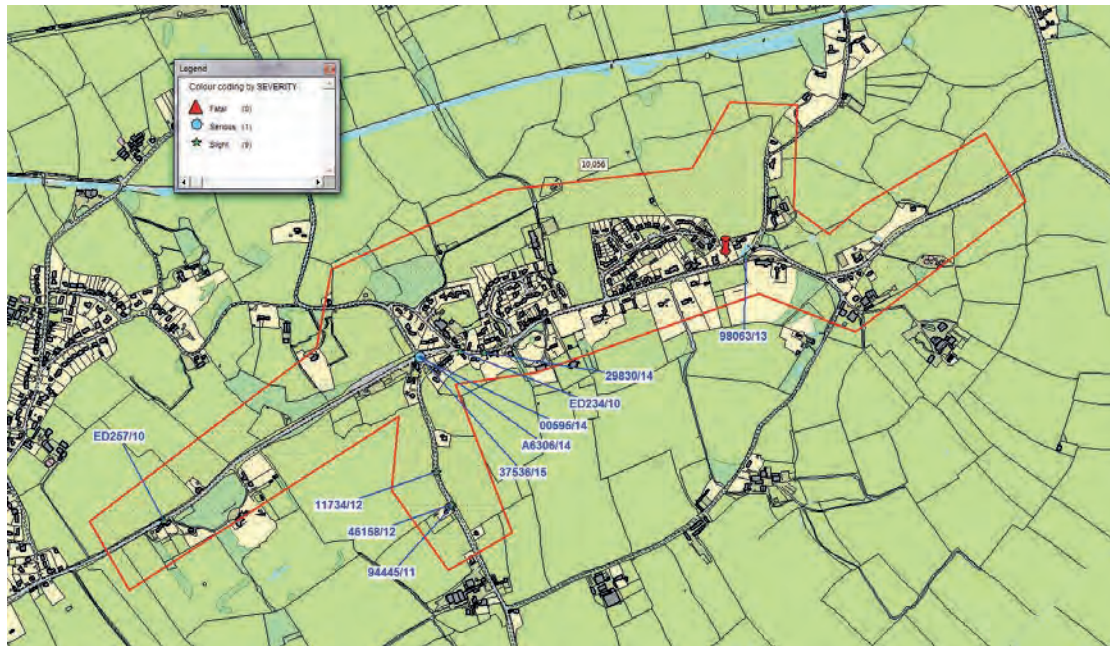 Legend
Colour coding by SEVERITY
Fatal (0)
Serious (1)
Slight (9)
10,056
98063/13
29830/14
ED234/10
00595/14
A6306/14
37536/15
ED257/10
11734/12
46158/12
94445/11